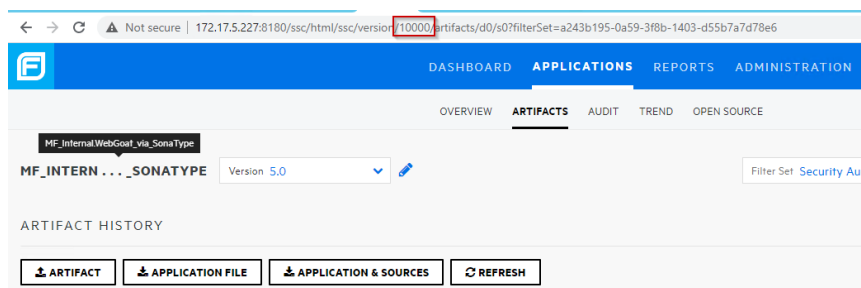 Not secure | 172.17.5.227:8180/ssc/html/ssc/version/10000/artifacts/d0/s0?filterSet=a243b195-0a59-3f8b-1403-d55b7a7d78e6
F
DASHBOARD APPLICATIONS REPORTS ADMINISTRATION
OVERVIEW ARTIFACTS AUDIT TREND OPEN SOURCE
MF_Internal.WebGoat_via_SonaType
MF_INTERN . . . _SONATYPE Version 5.0 Filter Set Security Au
ARTIFACT HISTORY
ARTIFACT APPLICATION FILE APPLICATION & SOURCES REFRESH